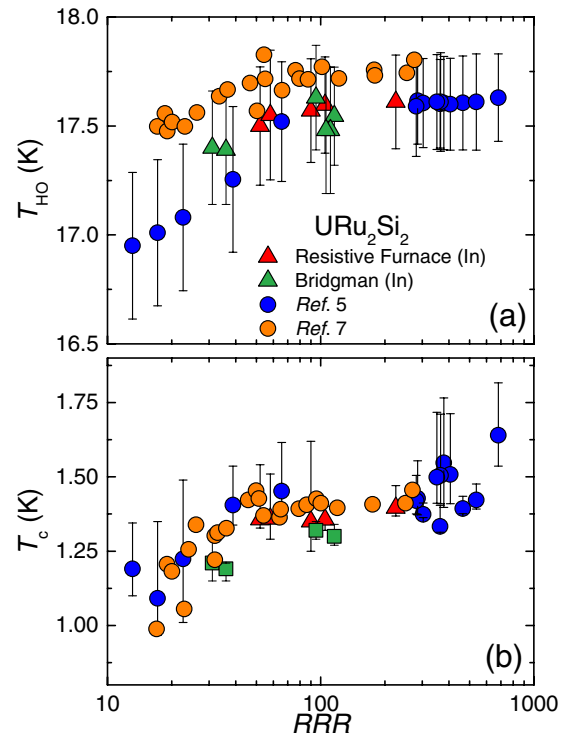 18.0
17.5
17.0
16.5
T_HO (K)
URu₂Si₂
Resistive Furnace (In)
Bridgman (In)
Ref. 5
Ref. 7
(a)
1.75
1.50
1.25
1.00
T_c (K)
(b)
10
100
1000
RRR